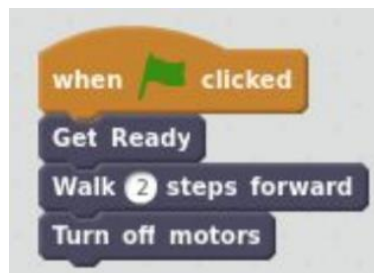 when clicked
Get Ready
Walk 2 steps forward
Turn off motors